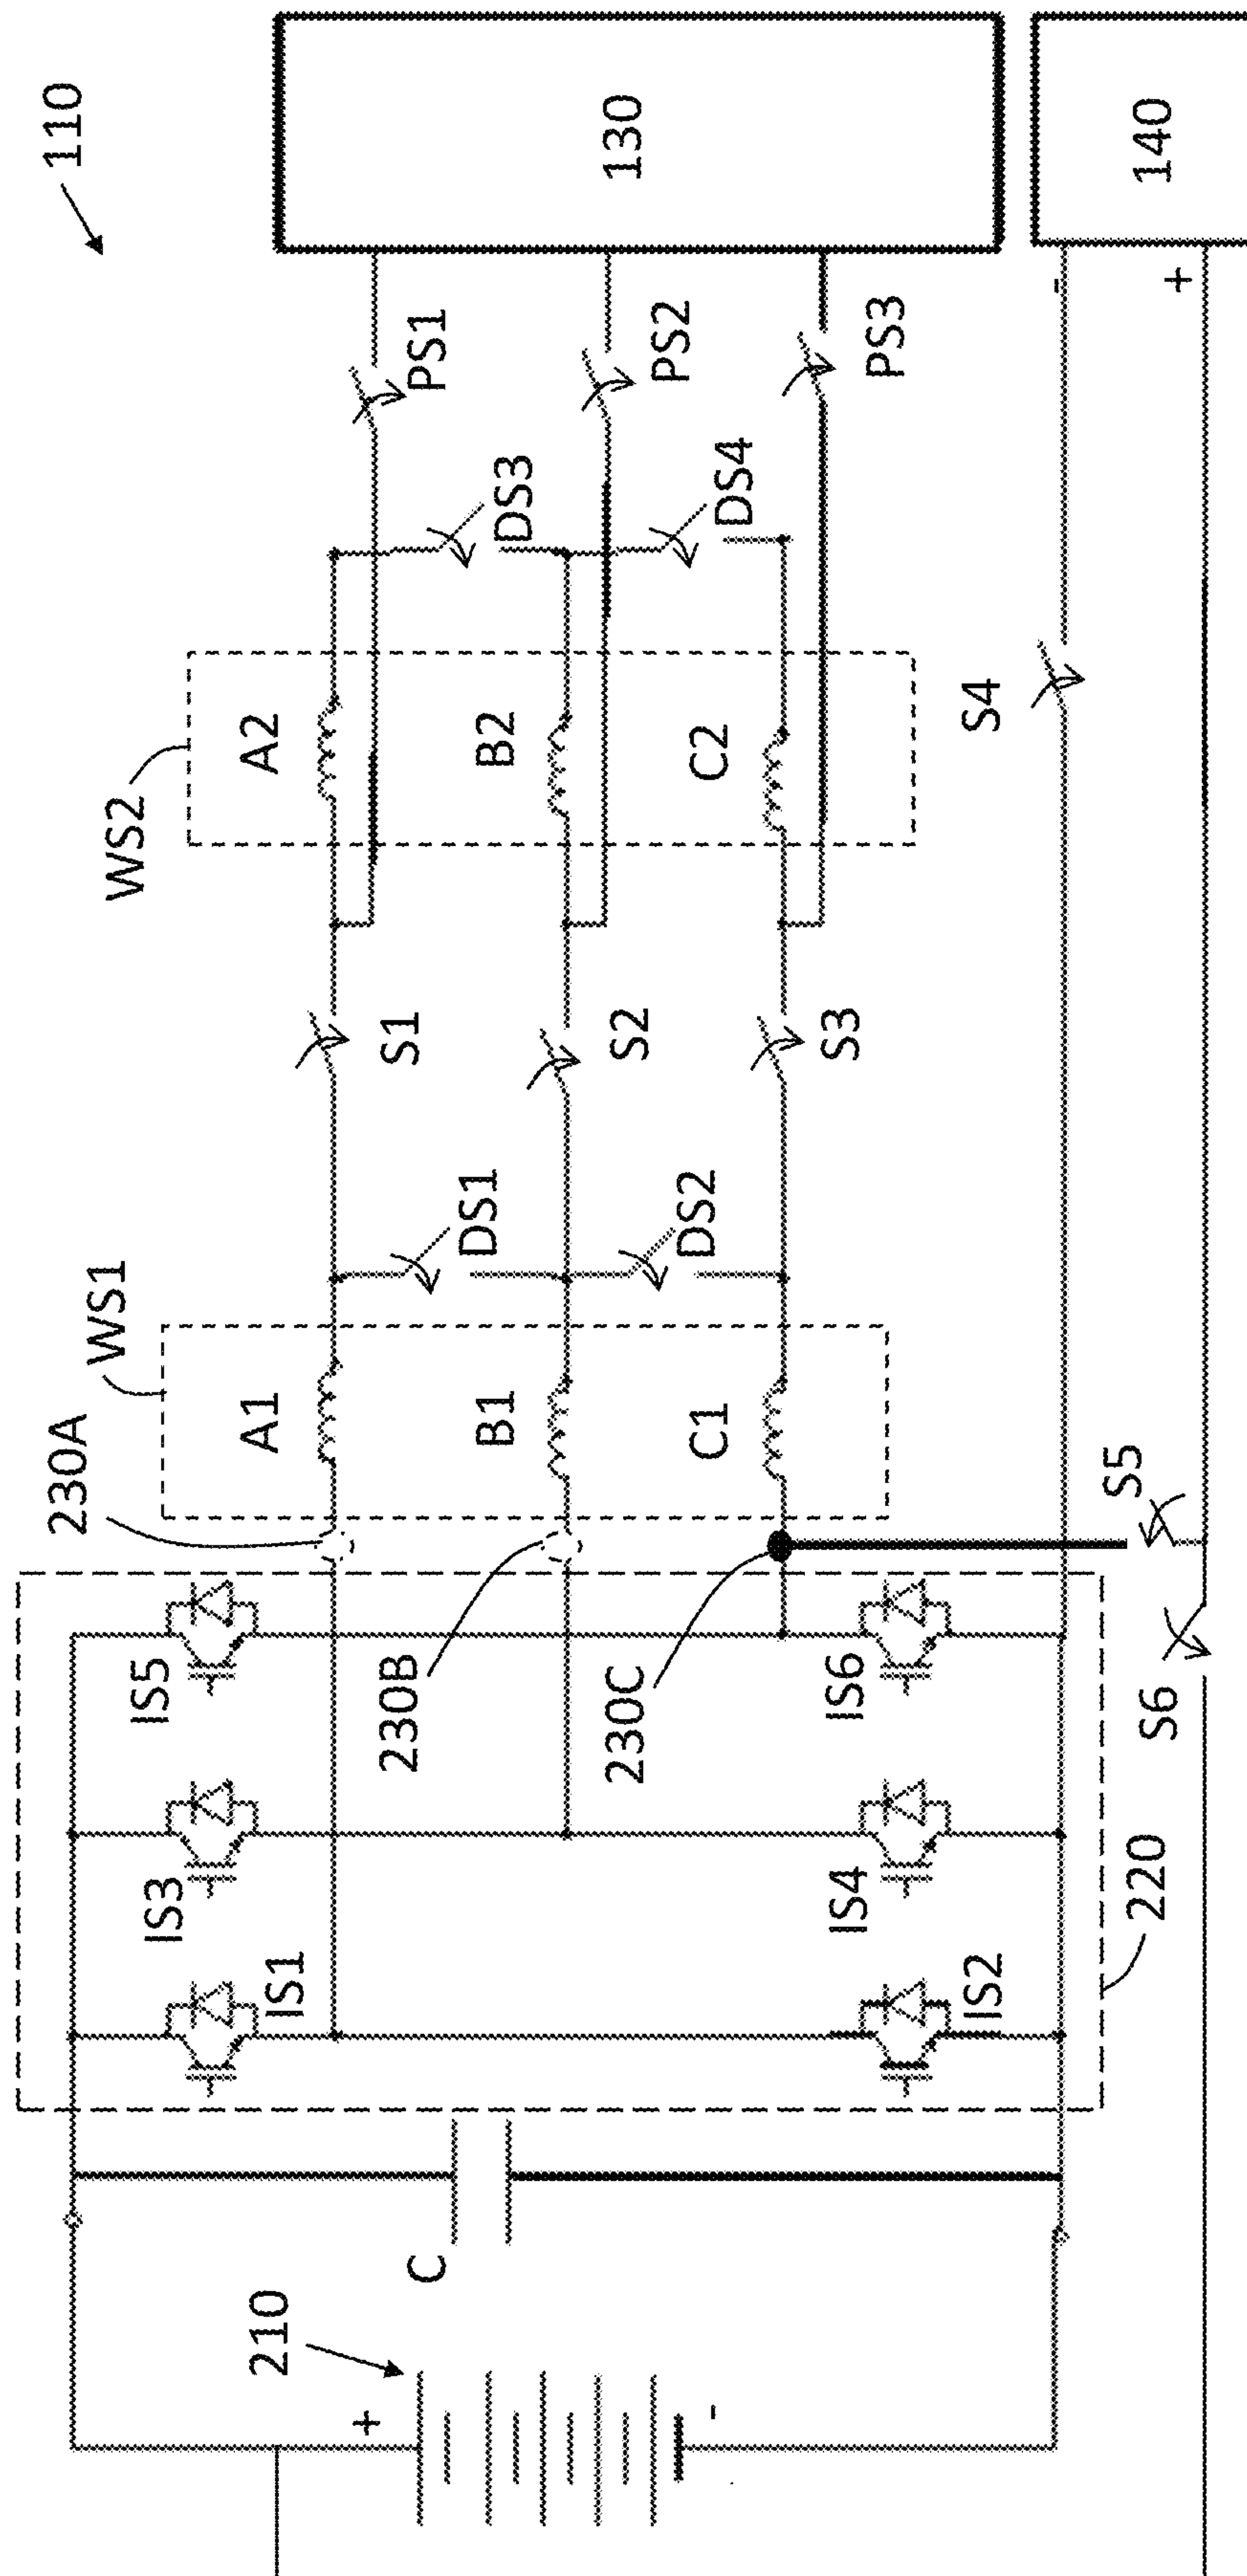 110
130
140
-
+
PS1
PS2
PS3
DS3
DS4
WS2
A2
B2
C2
S4
S1
S2
S3
DS1
DS2
WS1
A1
B1
C1
S5
230A
230B
230C
S6
IS5
IS6
IS3
IS4
IS1
IS2
220
C
210
+
-